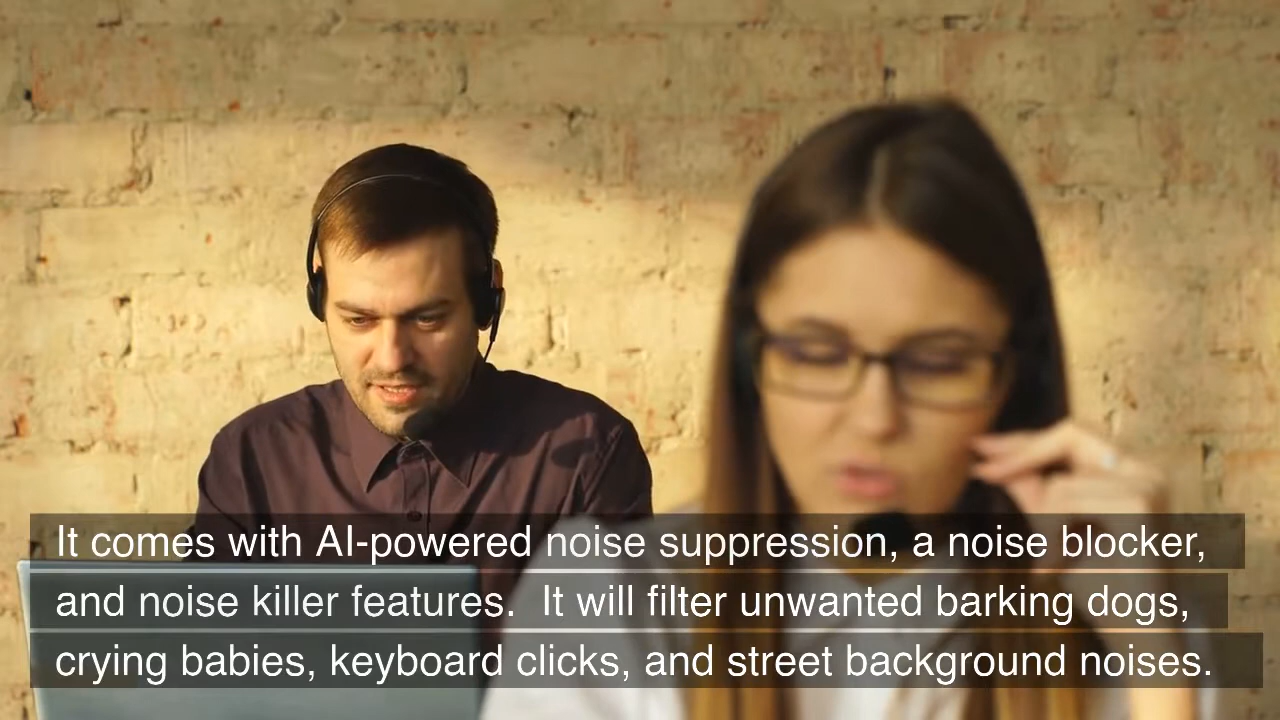 It comes with AI-powered noise suppression, a noise blocker,
and noise killer features.  It will filter unwanted barking dogs,
crying babies, keyboard clicks, and street background noises.